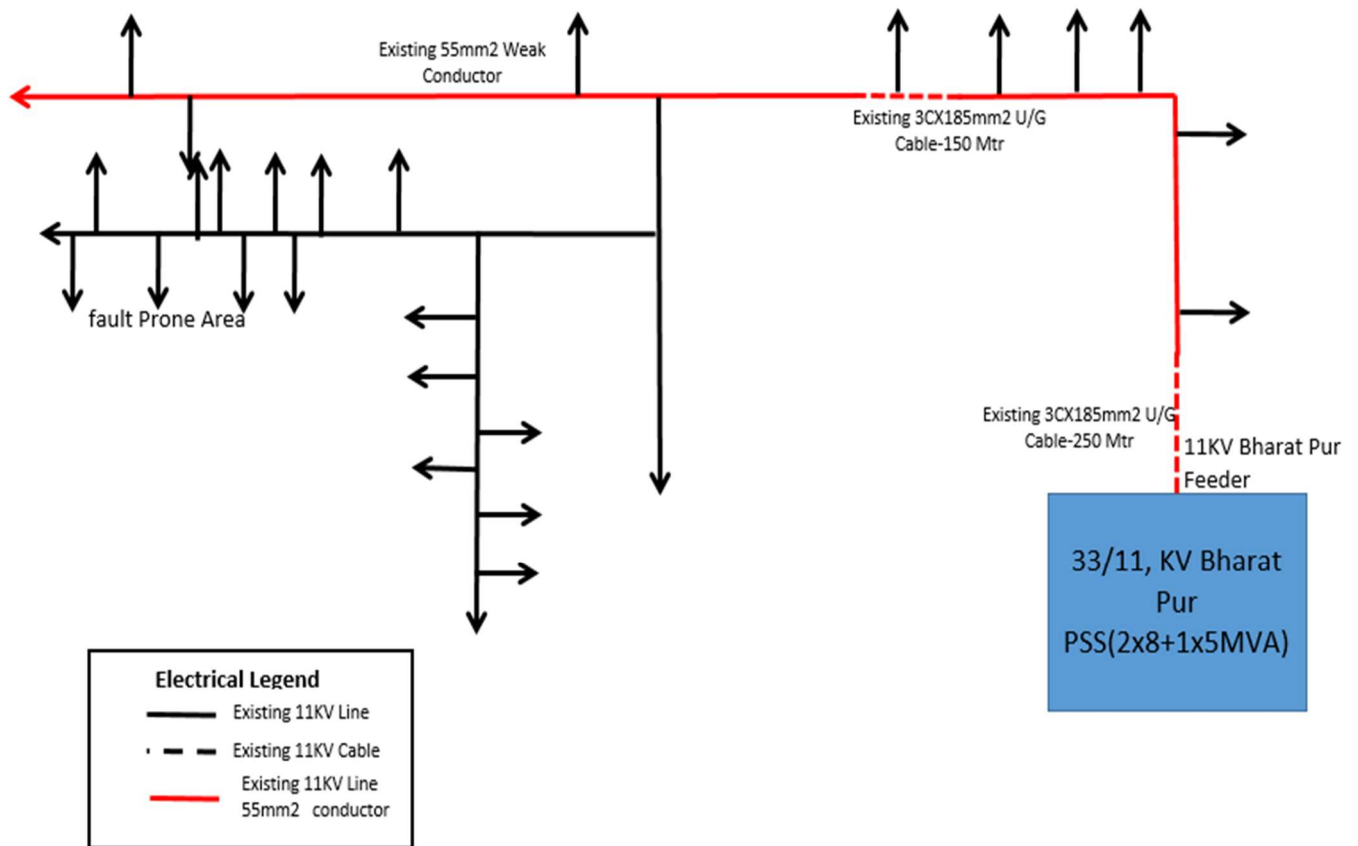 Existing 55mm2 Weak
Conductor
Existing 3CX185mm2 U/G
Cable-150 Mtr
fault Prone Area
Existing 3CX185mm2 U/G
Cable-250 Mtr
11KV Bharat Pur
Feeder
33/11, KV Bharat
Pur
PSS(2x8+1x5MVA)
Electrical Legend
Existing 11KV Line
Existing 11KV Cable
Existing 11KV Line
55mm2 conductor